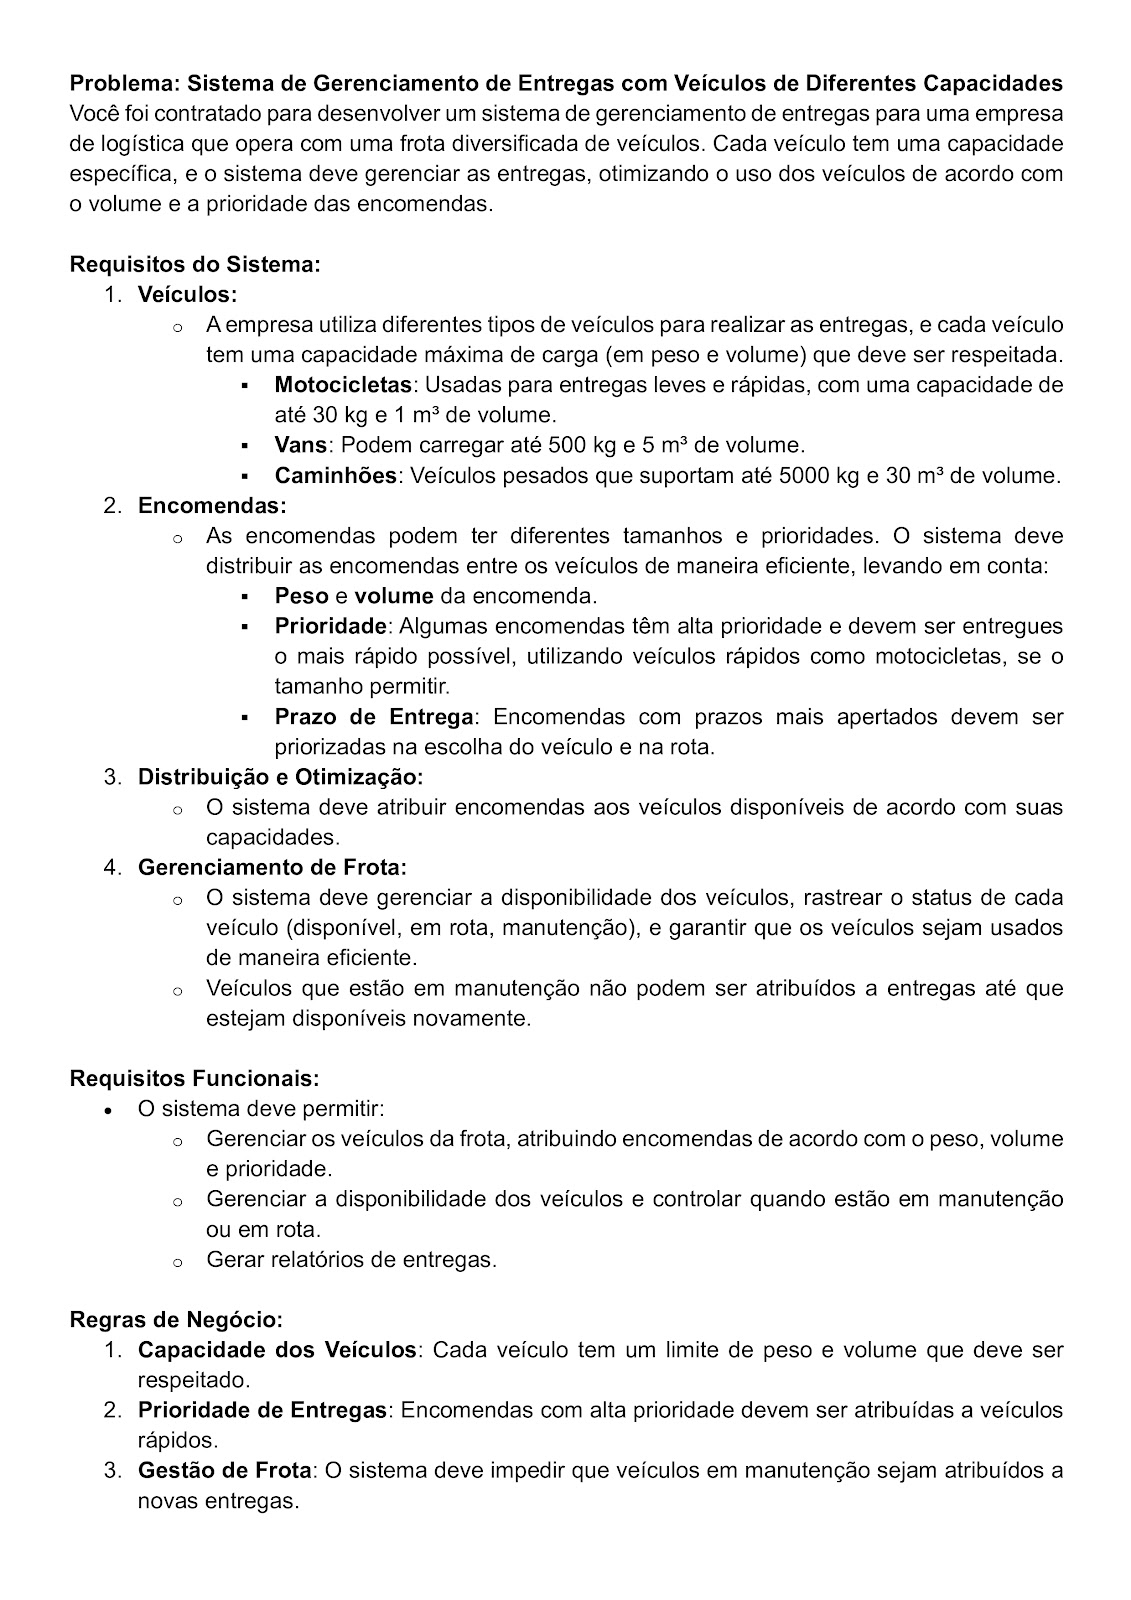 Problema: Sistema de Gerenciamento de Entregas com Veículos de Diferentes Capacidades
Você foi contratado para desenvolver um sistema de gerenciamento de entregas para uma empresa
de logística que opera com uma frota diversificada de veículos. Cada veículo tem uma capacidade
específica, e o sistema deve gerenciar as entregas, otimizando o uso dos veículos de acordo com
o volume e a prioridade das encomendas.
Requisitos do Sistema:
1. Veículos:
o A empresa utiliza diferentes tipos de veículos para realizar as entregas, e cada veículo
tem uma capacidade máxima de carga (em peso e volume) que deve ser respeitada.
▪ Motocicletas: Usadas para entregas leves e rápidas, com uma capacidade de
até 30 kg e 1 m³ de volume.
▪ Vans: Podem carregar até 500 kg e 5 m³ de volume.
▪ Caminhões: Veículos pesados que suportam até 5000 kg e 30 m³ de volume.
2. Encomendas:
o As encomendas podem ter diferentes tamanhos e prioridades. O sistema deve
distribuir as encomendas entre os veículos de maneira eficiente, levando em conta:
▪ Peso e volume da encomenda.
▪ Prioridade: Algumas encomendas têm alta prioridade e devem ser entregues
o mais rápido possível, utilizando veículos rápidos como motocicletas, se o
tamanho permitir.
▪ Prazo de Entrega: Encomendas com prazos mais apertados devem ser
priorizadas na escolha do veículo e na rota.
3. Distribuição e Otimização:
o O sistema deve atribuir encomendas aos veículos disponíveis de acordo com suas
capacidades.
4. Gerenciamento de Frota:
o O sistema deve gerenciar a disponibilidade dos veículos, rastrear o status de cada
veículo (disponível, em rota, manutenção), e garantir que os veículos sejam usados
de maneira eficiente.
o Veículos que estão em manutenção não podem ser atribuídos a entregas até que
estejam disponíveis novamente.
Requisitos Funcionais:
• O sistema deve permitir:
o Gerenciar os veículos da frota, atribuindo encomendas de acordo com o peso, volume
e prioridade.
o Gerenciar a disponibilidade dos veículos e controlar quando estão em manutenção
ou em rota.
o Gerar relatórios de entregas.
Regras de Negócio:
1. Capacidade dos Veículos: Cada veículo tem um limite de peso e volume que deve ser
respeitado.
2. Prioridade de Entregas: Encomendas com alta prioridade devem ser atribuídas a veículos
rápidos.
3. Gestão de Frota: O sistema deve impedir que veículos em manutenção sejam atribuídos a
novas entregas.